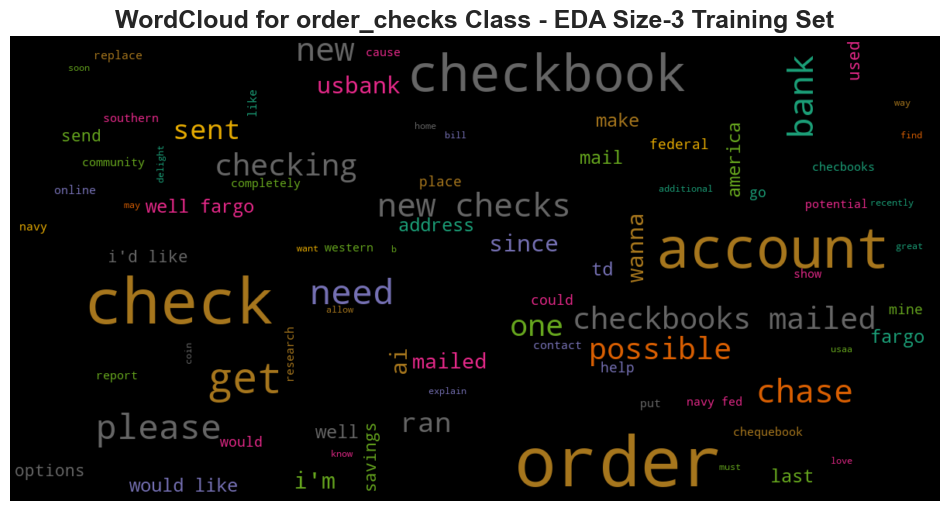 WordCloud for order_checks Class - EDA Size-3 Training Set
replace
new
cause
used
soon
usbank
checkbook
bank
like
way
southern
send
sent
home
bill
make
federal
america
find
community
delight
checking
completely
mail
checbooks
online
may
well fargo
place
new checks
additional
go
potential
recently
navy
address
wanna
account
great
i'd like
want
western
b
since
td
show
check
need
allow
could
one
checkbooks mailed
mine
fargo
coin
research
ai
mailed
contact
possible
usaa
report
get
explain
help
chase
please
would
well
ran
put
navy fed
chequebook
options
know
savings
order
must
love
would like
i'm
last